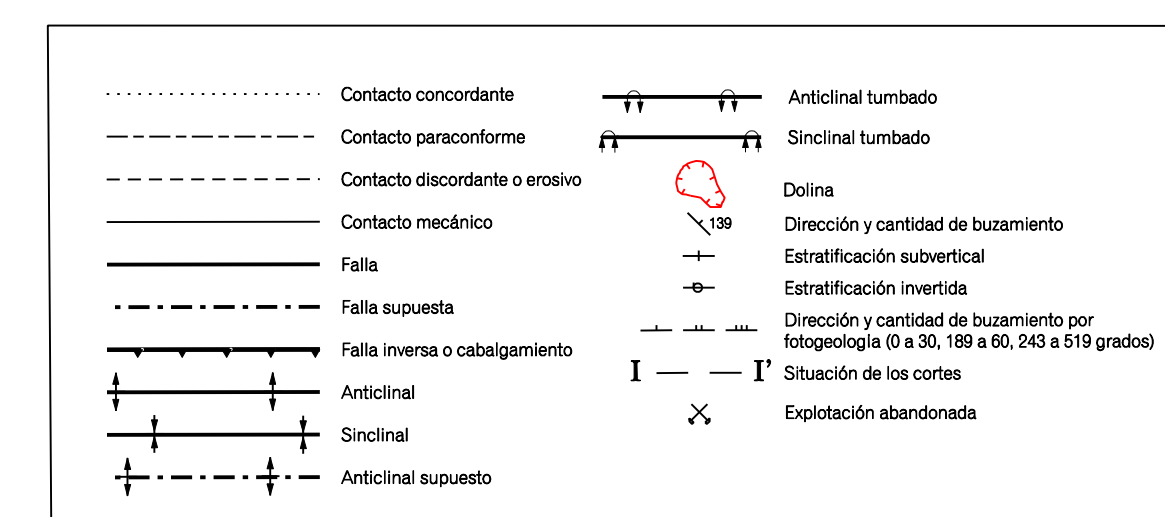 Contacto concordante
Contacto paraconforme
Contacto discordante o erosivo
Contacto mecánico
Falla
Falla supuesta
Falla inversa o cabalgamiento
Anticlinal
Sinclinal
Anticlinal supuesto
Anticlinal tumbado
Sinclinal tumbado
Dolina
139 Dirección y cantidad de buzamiento
Estratificación subvertical
Estratificación invertida
Dirección y cantidad de buzamiento por
fotogeología (0 a 30, 189 a 60, 243 a 519 grados)
I I' Situación de los cortes
Explotación abandonada